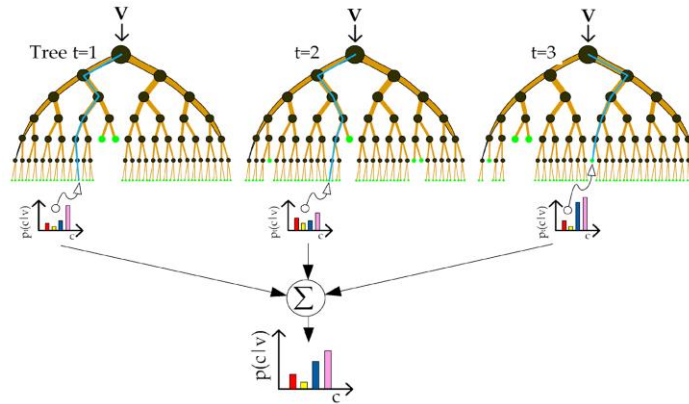 v v v
Tree t=1 t=2 t=3
p(c|v) c p(c|v) c p(c|v) c
Σ
p(c|v) c